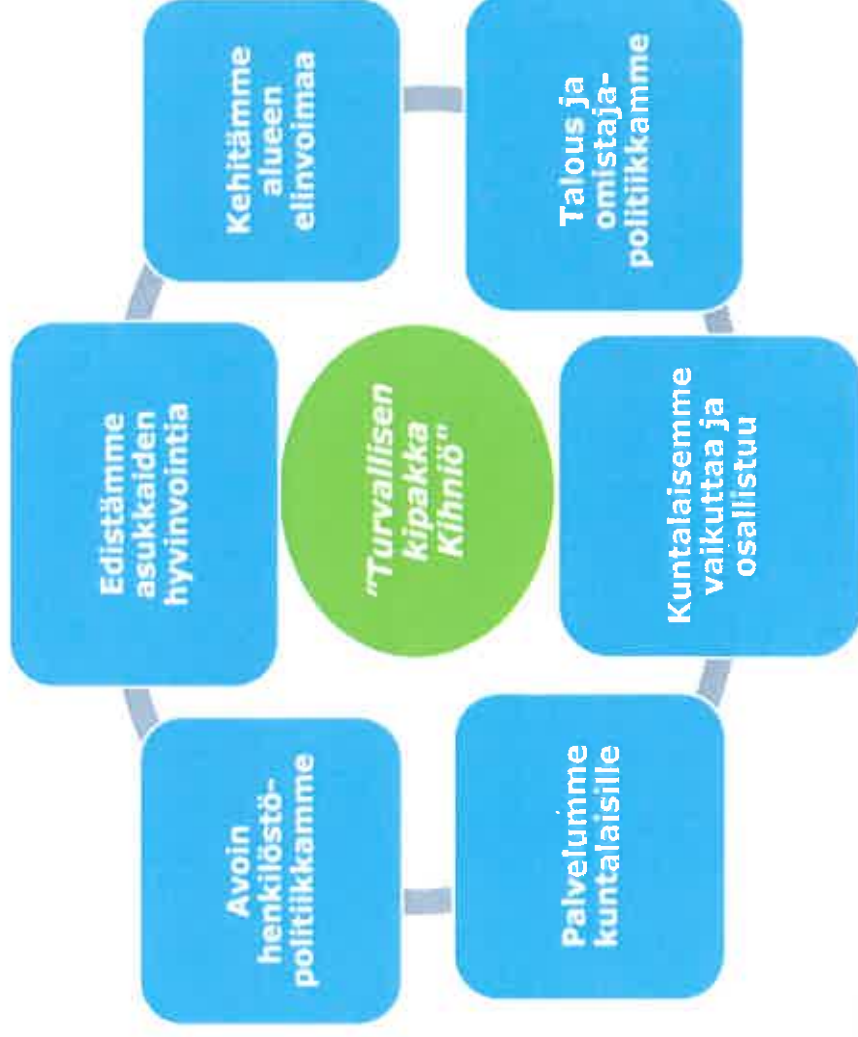 Edistämme
asukkaiden
hyvinvointia
Kehitämme
alueen
elinvoimaa
Talous ja
omistaja-
politiikkamme
Kuntalaisemme
vaikuttaa ja
osallistuu
Palvelumme
kuntalaisille
Avoin
henkilöstö-
politiikkamme
"Turvallisen
kipakka
Kihniö"